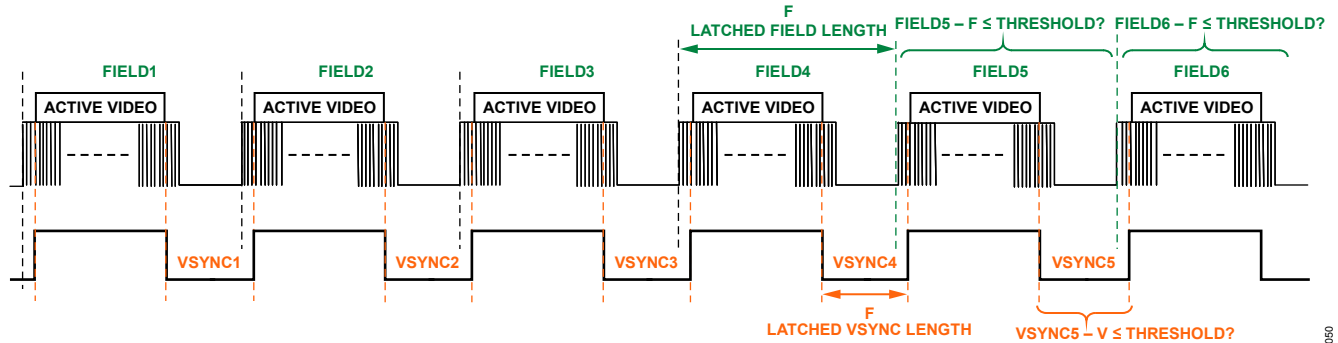 F
LATCHED FIELD LENGTH
FIELD5 – F ≤ THRESHOLD?
FIELD6 – F ≤ THRESHOLD?
FIELD1
FIELD2
FIELD3
FIELD4
FIELD5
FIELD6
ACTIVE VIDEO
ACTIVE VIDEO
ACTIVE VIDEO
ACTIVE VIDEO
ACTIVE VIDEO
ACTIVE VIDEO
VSYNC1
VSYNC2
VSYNC3
VSYNC4
VSYNC5
F
LATCHED VSYNC LENGTH
VSYNC5 – V ≤ THRESHOLD?
050